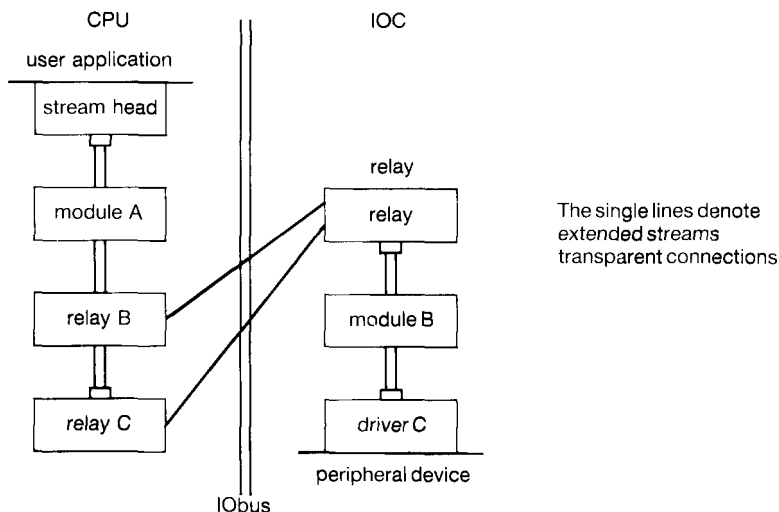 CPU
IOC
user application
stream head
module A
relay B
relay C
relay
relay
module B
driver C
peripheral device
IObus
The single lines denote
extended streams
transparent connections